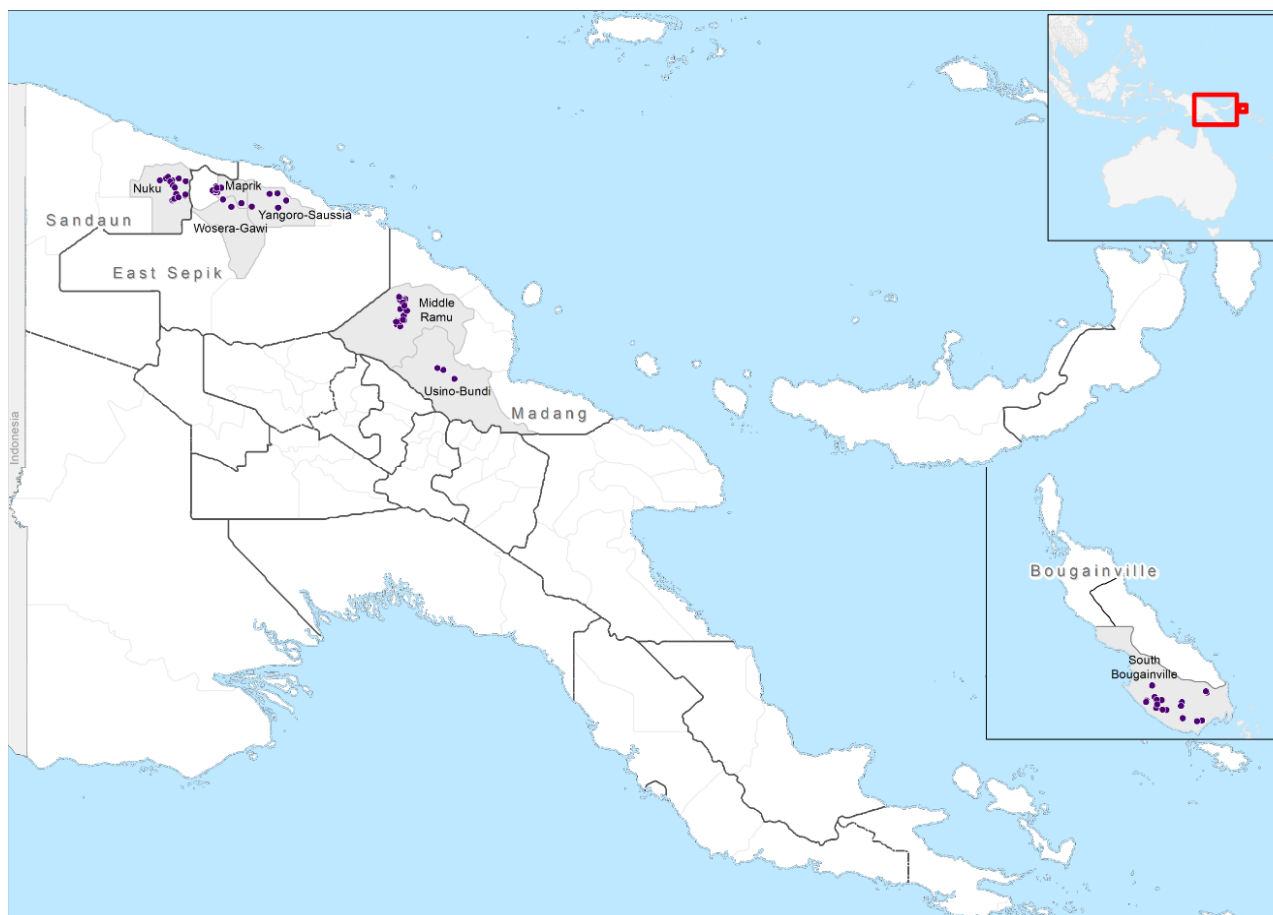 Nuku
Maprik
Yangoro-Saussia
Sandaun
Wosera-Gawi
East Sepik
Middle
Ramu
Usino-Bundi
Madang
Indonesia
Bougainville
South
Bougainville